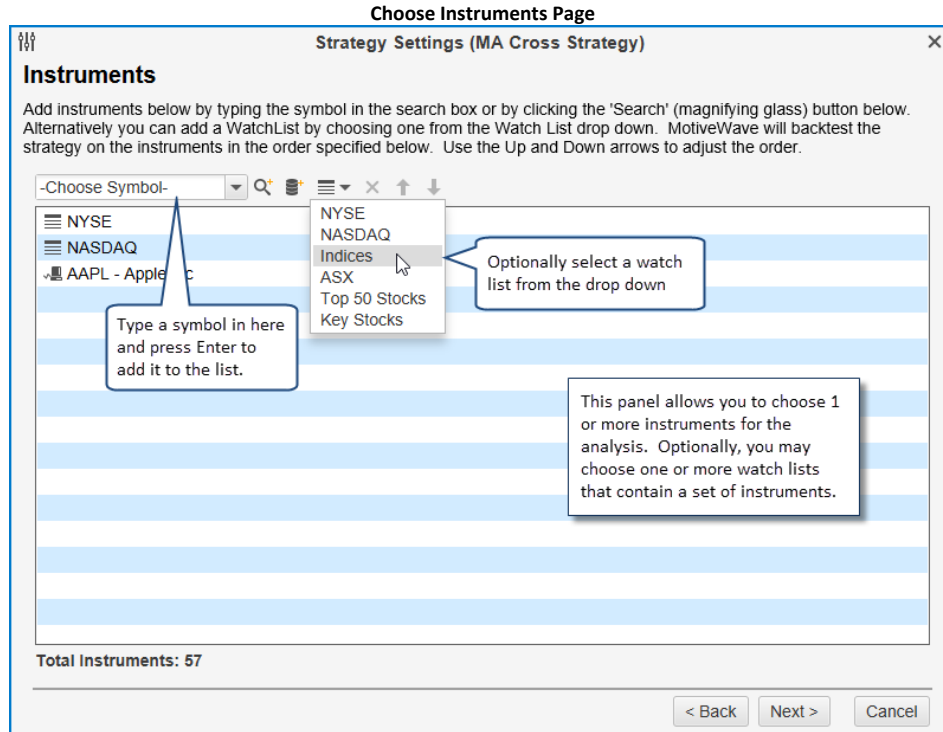 Choose Instruments Page
Strategy Settings (MA Cross Strategy)
Instruments
Add instruments below by typing the symbol in the search box or by clicking the 'Search' (magnifying glass) button below.
Alternatively you can add a WatchList by choosing one from the Watch List drop down. MotiveWave will backtest the
strategy on the instruments in the order specified below. Use the Up and Down arrows to adjust the order.
-Choose Symbol-
NYSE
NASDAQ
AAPL - Apple c
NYSE
NASDAQ
Indices
ASX
Top 50 Stocks
Key Stocks
Optionally select a watch
list from the drop down
Type a symbol in here
and press Enter to
add it to the list.
This panel allows you to choose 1
or more instruments for the
analysis. Optionally, you may
choose one or more watch lists
that contain a set of instruments.
Total Instruments: 57
< Back
Next >
Cancel